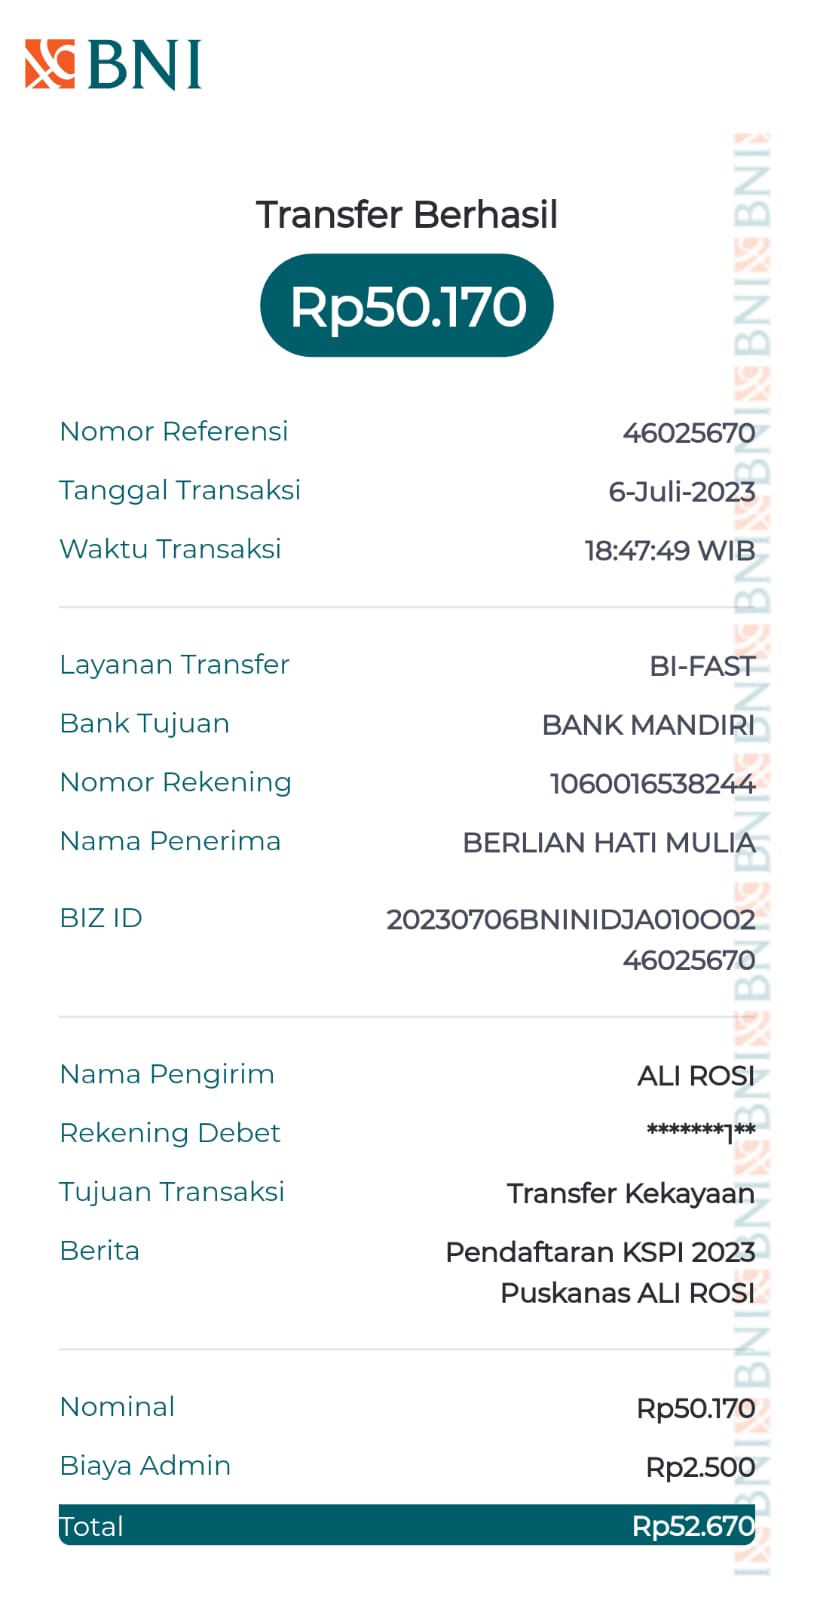 BNI
Transfer Berhasil
Rp50.170
Nomor Referensi 46025670
Tanggal Transaksi 6-Juli-2023
Waktu Transaksi 18:47:49 WIB
Layanan Transfer BI-FAST
Bank Tujuan BANK MANDIRI
Nomor Rekening 1060016538244
Nama Penerima BERLIAN HATI MULIA
BIZ ID 20230706BNINIDJA010O02
46025670
Nama Pengirim ALI ROSI
Rekening Debet *******1**
Tujuan Transaksi Transfer Kekayaan
Berita Pendaftaran KSPI 2023
Puskanas ALI ROSI
Nominal Rp50.170
Biaya Admin Rp2.500
Total Rp52.670
BNI BNI BNI BNI BNI BNI BNI BNI BNI BNI BNI